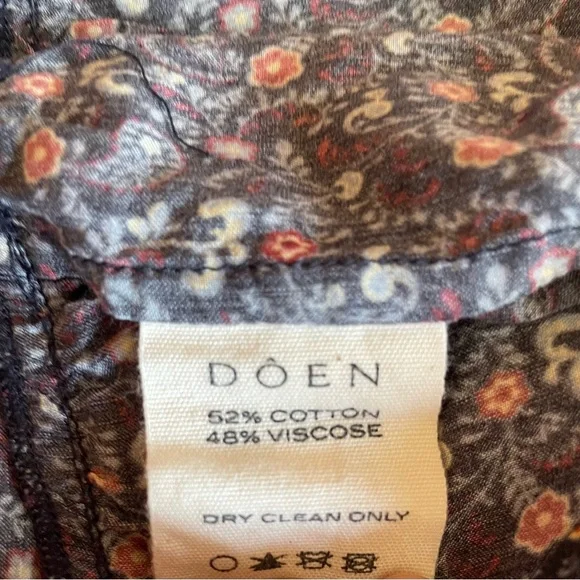 DÔEN
52% COTTON
48% VISCOSE
DRY CLEAN ONLY